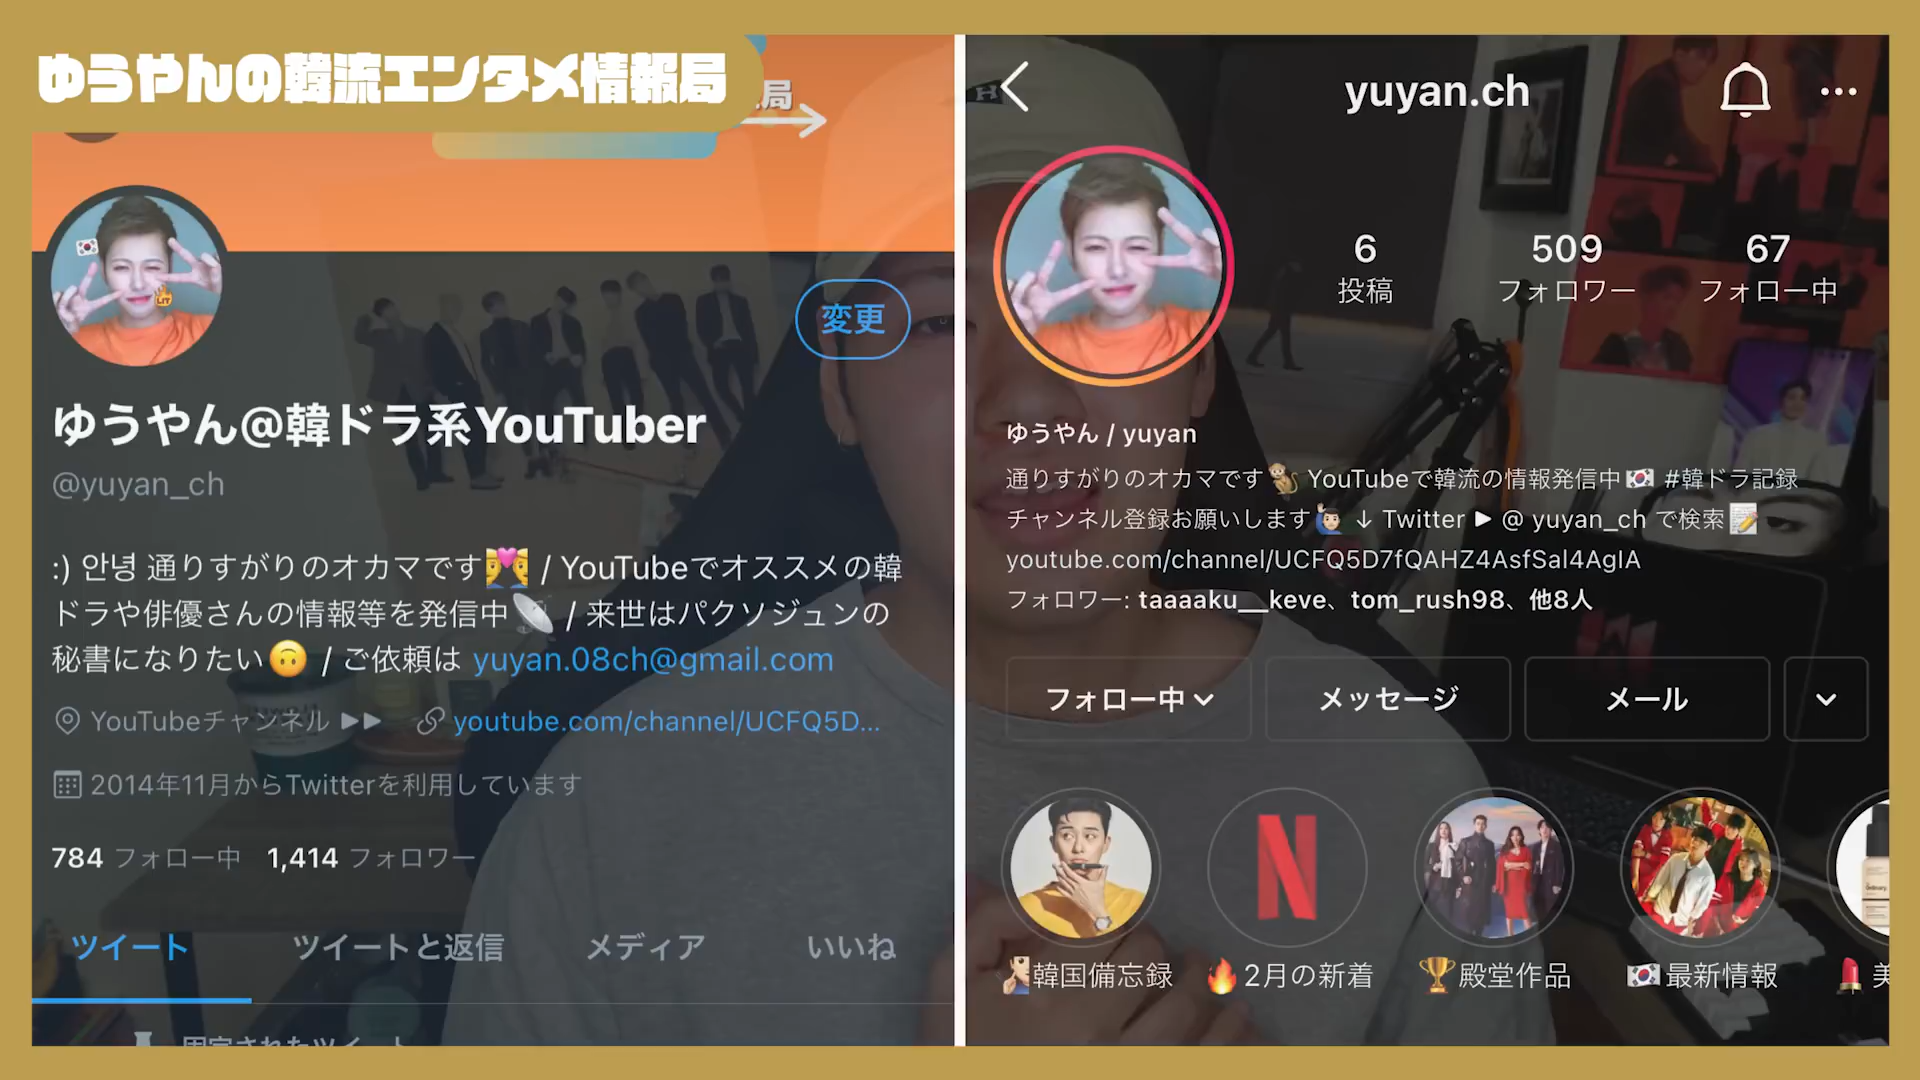 ゆうやんの韓流エンタメ情報局
局
変更
ゆうやん@韓ドラ系YouTuber
@yuyan_ch
:) 안녕 通りすがりのオカマです👩‍❤️‍👨 / YouTubeでオススメの韓
ドラや俳優さんの情報等を発信中📡 / 来世はパクソジュンの
秘書になりたい🙃 / ご依頼は yuyan.08ch@gmail.com
YouTubeチャンネル ▶▶ youtube.com/channel/UCFQ5D...
2014年11月からTwitterを利用しています
784 フォロー中 1,414 フォロワー
ツイート ツイートと返信 メディア いいね
固定されたツイート
yuyan.ch
6 509 67
投稿 フォロワー フォロー中
ゆうやん / yuyan
通りすがりのオカマです🐒 YouTubeで韓流の情報発信中🇰🇷 #韓ドラ記録
チャンネル登録お願いします🙋🏻‍♂️ ↓ Twitter ▶ @ yuyan_ch で検索📝
youtube.com/channel/UCFQ5D7fQAHZ4AsfSal4AgIA
フォロワー: taaaaku__keve、tom_rush98、他8人
フォロー中 メッセージ メール
韓国備忘録 🔥2月の新着 🏆殿堂作品 🇰🇷最新情報 💄美